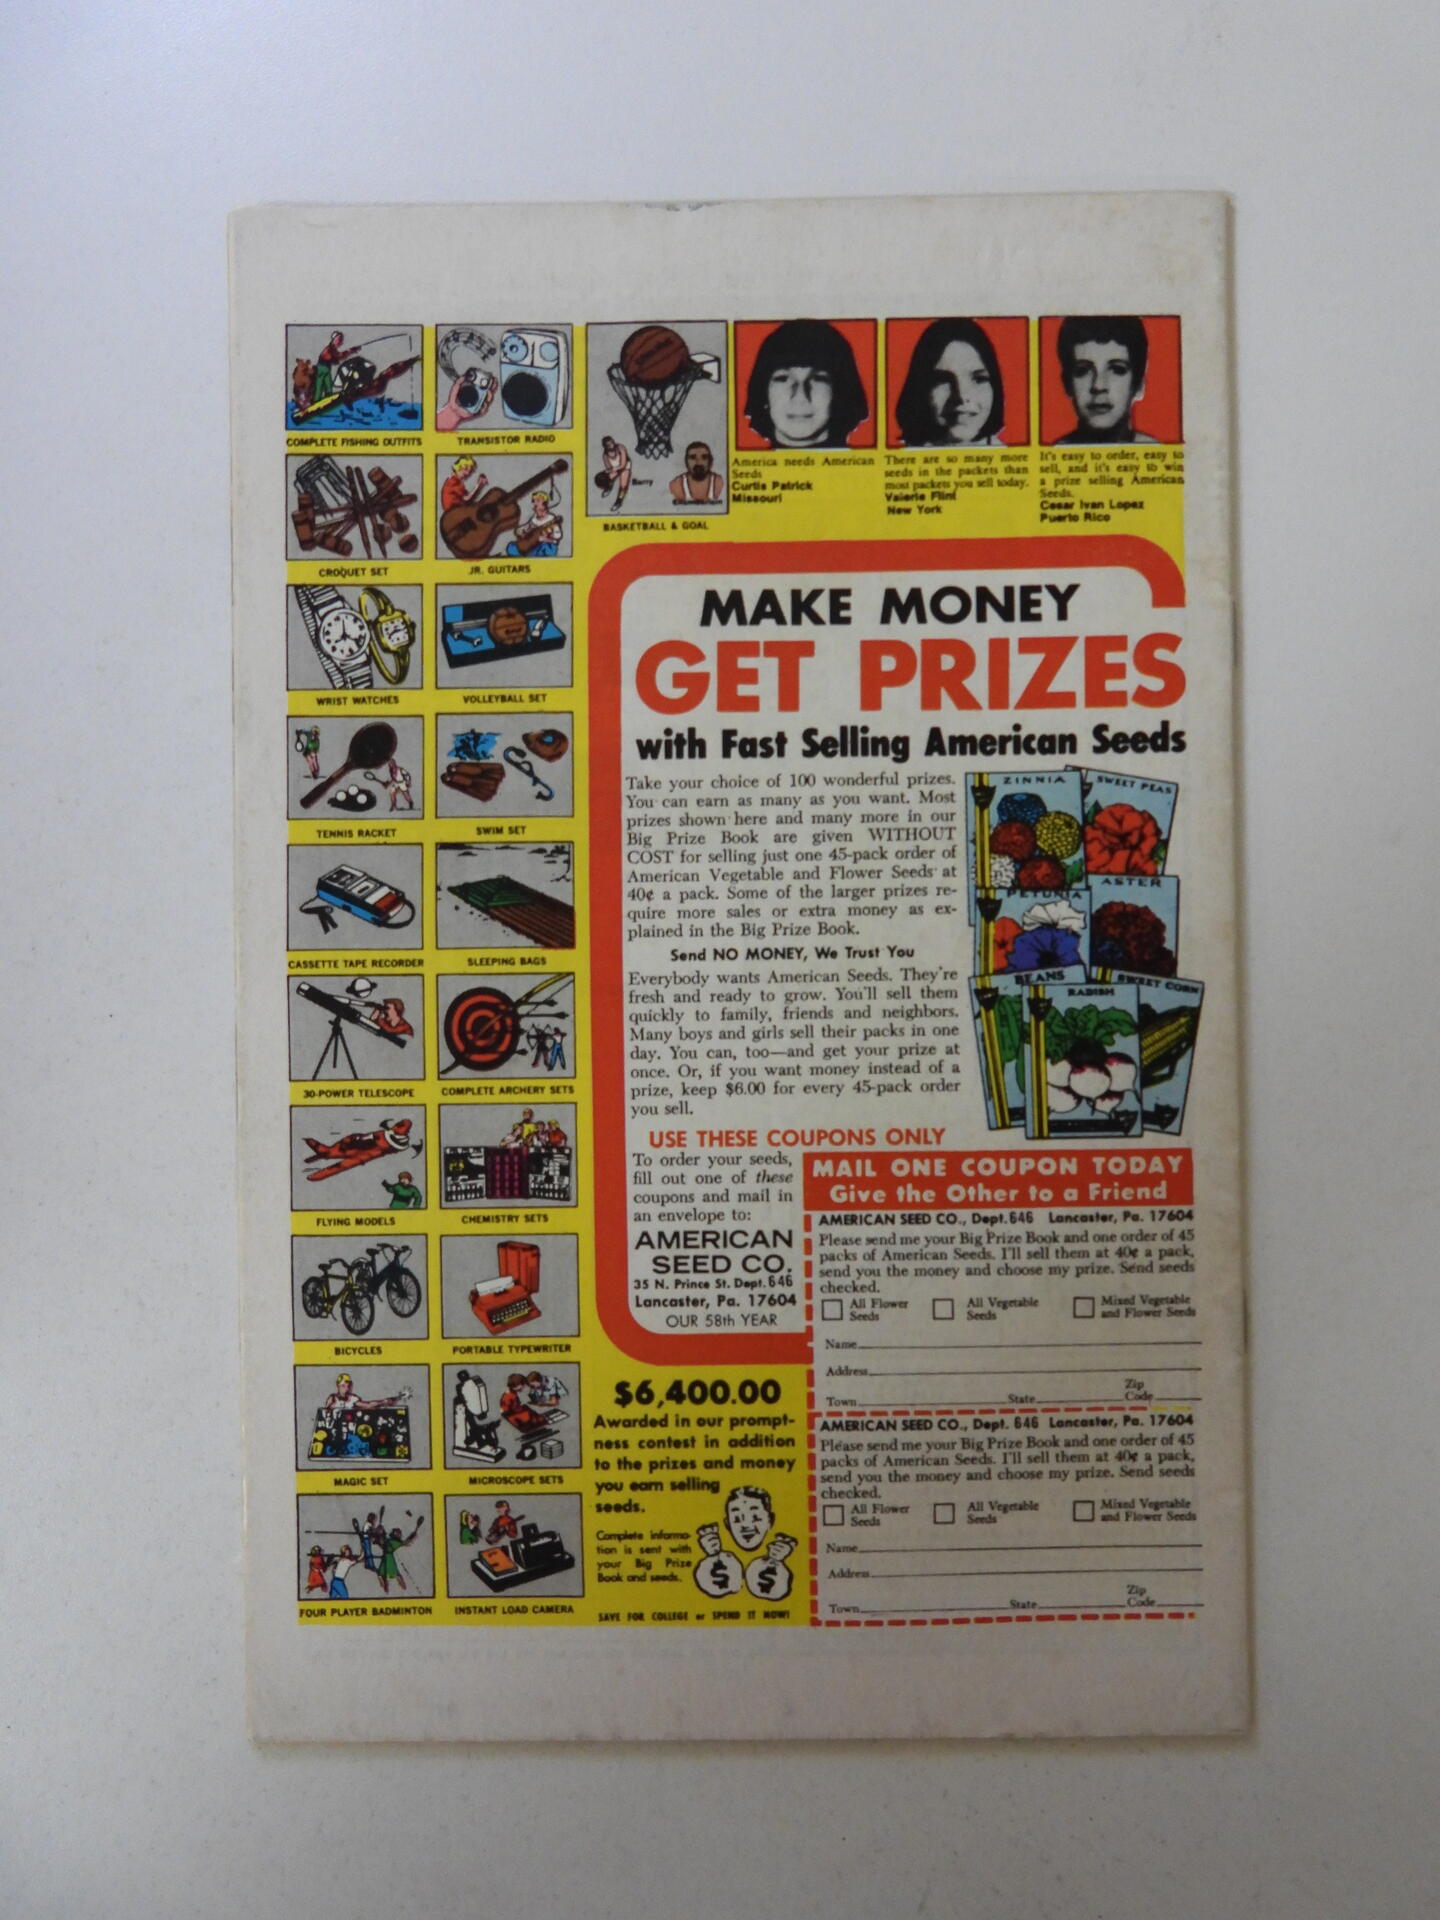 COMPLETE FISHING OUTFITS
TRANSISTOR RADIO
CROQUET SET
JR. GUITARS
WRIST WATCHES
VOLLEYBALL SET
TENNIS RACKET
SWIM SET
CASSETTE TAPE RECORDER
SLEEPING BAGS
30-POWER TELESCOPE
COMPLETE ARCHERY SETS
FLYING MODELS
CHEMISTRY SETS
BICYCLES
PORTABLE TYPEWRITER
MAGIC SET
MICROSCOPE SETS
FOUR PLAYER BADMINTON
INSTANT LOAD CAMERA
Barry
Chamberlain
BASKETBALL & GOAL
America needs American
Seeds
Curtis Patrick
Missouri
There are so many more
seeds in the packets than
most packets you sell today.
Valerie Flint
New York
It's easy to order, easy to
sell, and it's easy to win
a prize selling American
Seeds.
Cesar Ivan Lopez
Puerto Rico
MAKE MONEY
GET PRIZES
with Fast Selling American Seeds
Take your choice of 100 wonderful prizes.
You can earn as many as you want. Most
prizes shown here and many more in our
Big Prize Book are given WITHOUT
COST for selling just one 45-pack order of
American Vegetable and Flower Seeds at
40¢ a pack. Some of the larger prizes re-
quire more sales or extra money as ex-
plained in the Big Prize Book.
Send NO MONEY, We Trust You
Everybody wants American Seeds. They're
fresh and ready to grow. You'll sell them
quickly to family, friends and neighbors.
Many boys and girls sell their packs in one
day. You can, too—and get your prize at
once. Or, if you want money instead of a
prize, keep $6.00 for every 45-pack order
you sell.
ZINNIA
SWEET PEAS
PETUNIA
ASTER
BEANS
RADISH
SWEET CORN
USE THESE COUPONS ONLY
To order your seeds,
fill out one of these
coupons and mail in
an envelope to:
AMERICAN
SEED CO.
35 N. Prince St. Dept. 646
Lancaster, Pa. 17604
OUR 58th YEAR
$6,400.00
Awarded in our prompt-
ness contest in addition
to the prizes and money
you earn selling
seeds.
Complete informa-
tion is sent with
your Big Prize
Book and seeds.
$ $
SAVE FOR COLLEGE or SPEND IT NOW!
MAIL ONE COUPON TODAY
Give the Other to a Friend
AMERICAN SEED CO., Dept. 646 Lancaster, Pa. 17604
Please send me your Big Prize Book and one order of 45
packs of American Seeds. I'll sell them at 40¢ a pack,
send you the money and choose my prize. Send seeds
checked.
All Flower Seeds
All Vegetable Seeds
Mixed Vegetable and Flower Seeds
Name
Address
Town State Zip Code
AMERICAN SEED CO., Dept. 646 Lancaster, Pa. 17604
Please send me your Big Prize Book and one order of 45
packs of American Seeds. I'll sell them at 40¢ a pack,
send you the money and choose my prize. Send seeds
checked.
All Flower Seeds
All Vegetable Seeds
Mixed Vegetable and Flower Seeds
Name
Address
Town State Zip Code